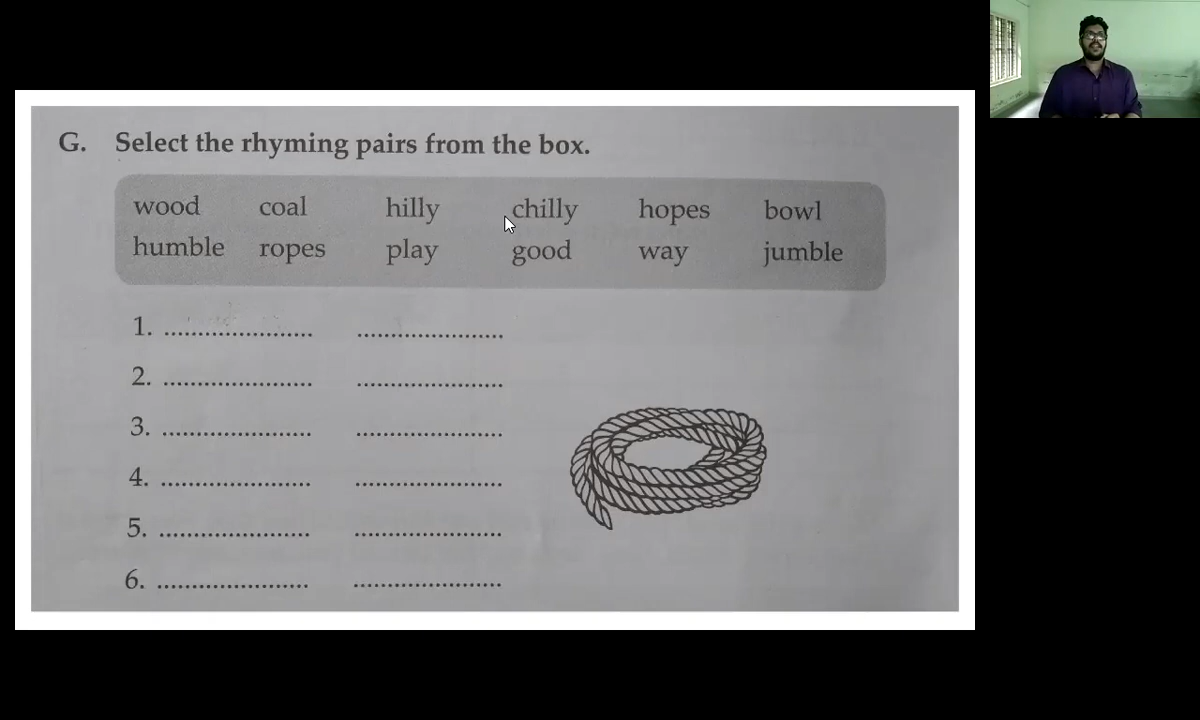 G. Select the rhyming pairs from the box.
wood coal hilly chilly hopes bowl
humble ropes play good way jumble
1. ...................... ......................
2. ...................... ......................
3. ...................... ......................
4. ...................... ......................
5. ...................... ......................
6. ...................... ......................